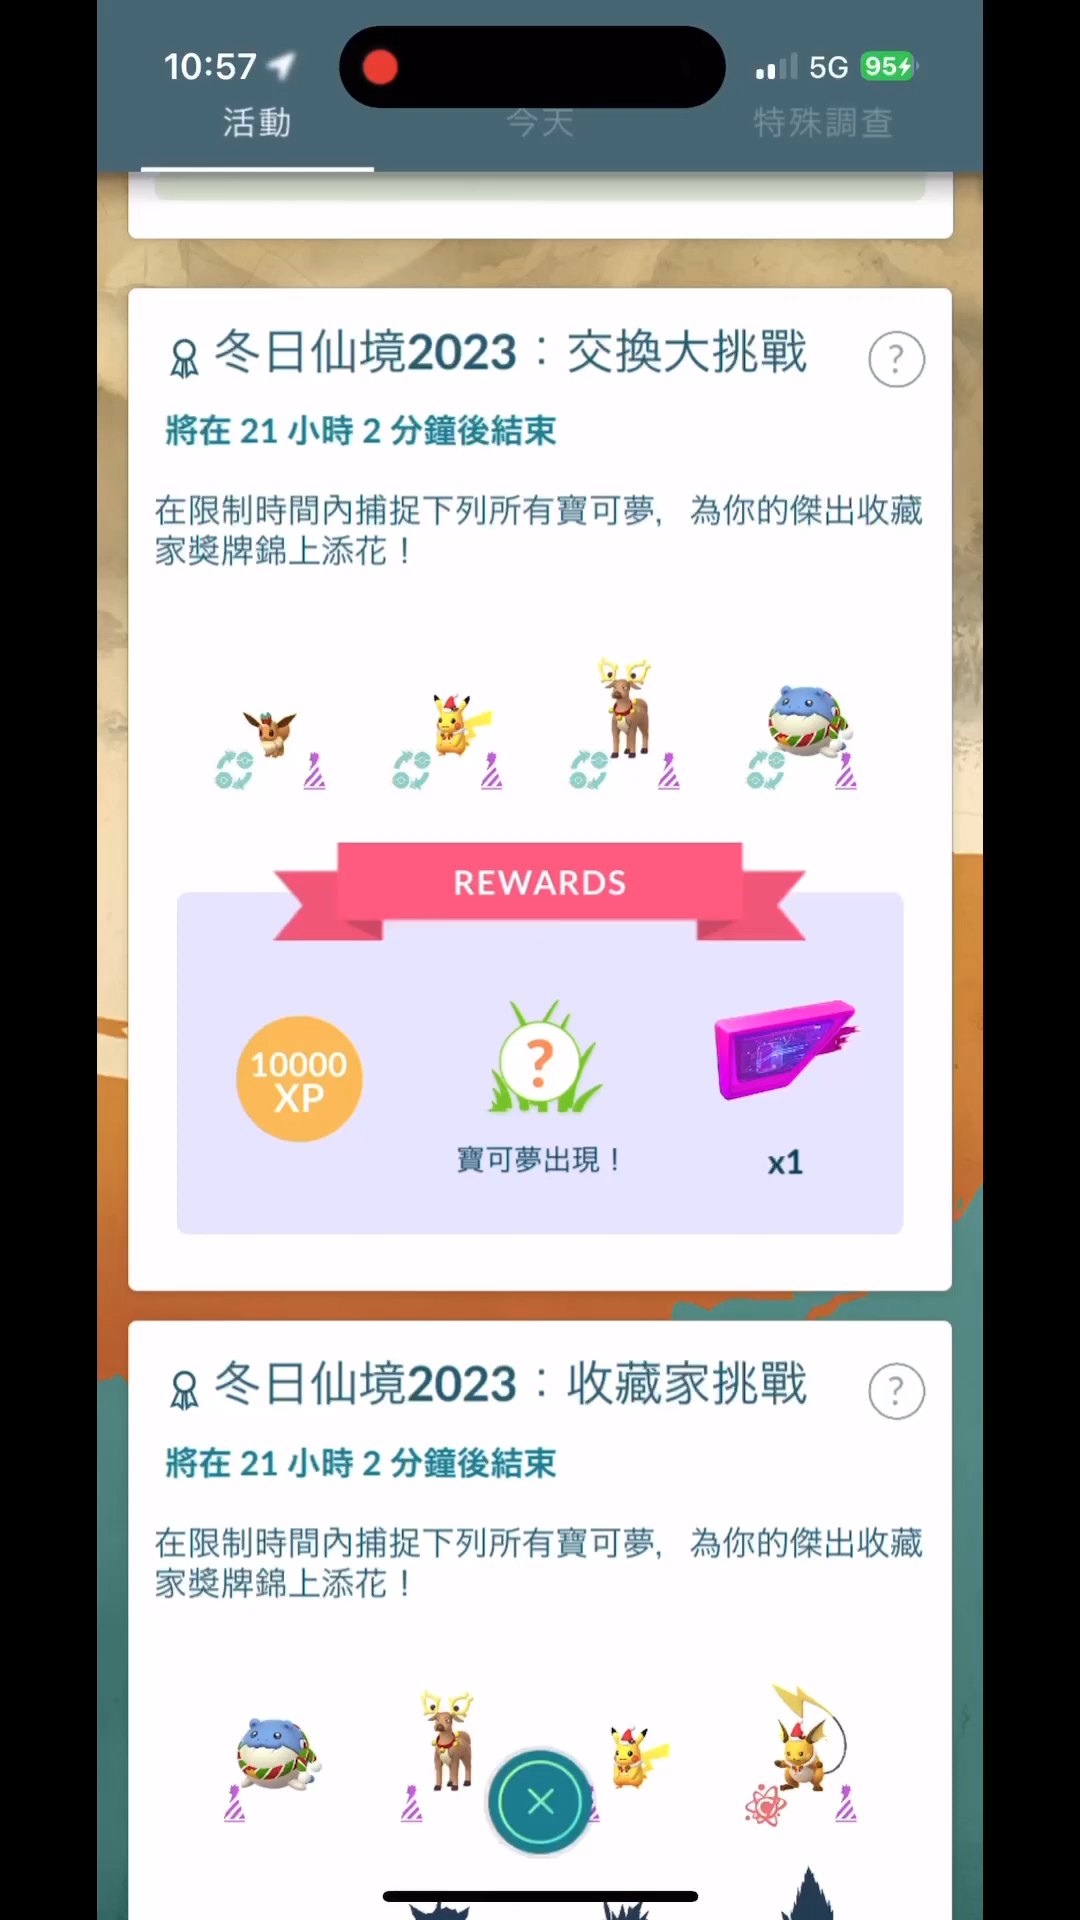 10:57
5G
95
活動
今天
特殊調查
冬日仙境2023：交換大挑戰
?
將在 21 小時 2 分鐘後結束
在限制時間內捕捉下列所有寶可夢，為你的傑出收藏
家獎牌錦上添花！
REWARDS
10000
XP
?
寶可夢出現！
x1
冬日仙境2023：收藏家挑戰
?
將在 21 小時 2 分鐘後結束
在限制時間內捕捉下列所有寶可夢，為你的傑出收藏
家獎牌錦上添花！